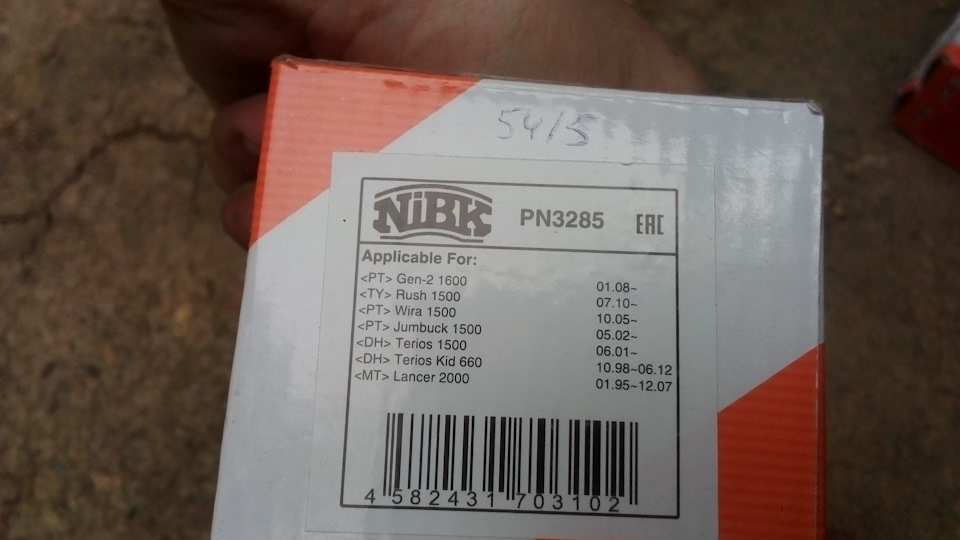 54/5
NiBK PN3285 EAC
Applicable For:
<PT> Gen-2 1600 01.08~
<TY> Rush 1500 07.10~
<PT> Wira 1500 10.05~
<PT> Jumbuck 1500 05.02~
<DH> Terios 1500 06.01~
<DH> Terios Kid 660 10.98~06.12
<MT> Lancer 2000 01.95~12.07
4 582431 703102